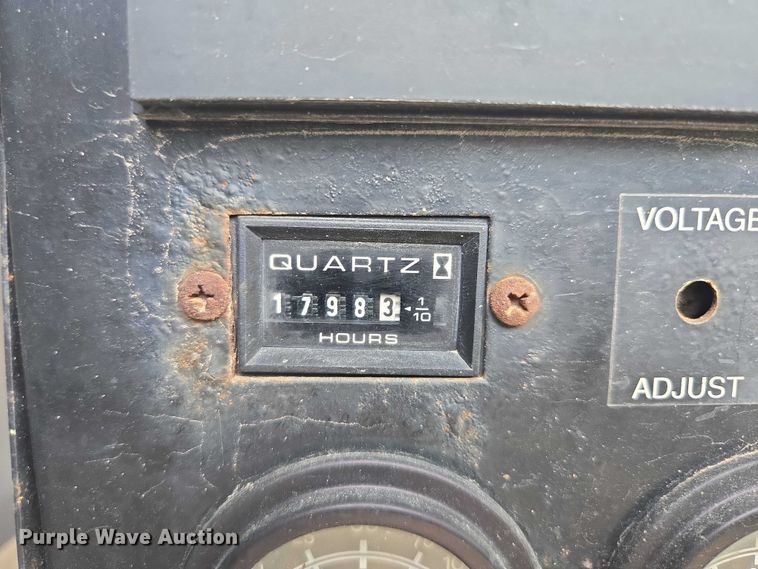 QUARTZ
17983 1/10
HOURS
VOLTAGE
ADJUST
Purple Wave Auction